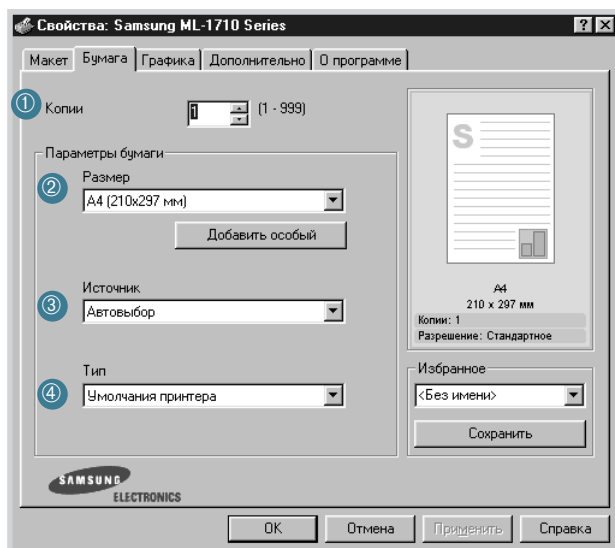 Свойства: Samsung ML-1710 Series
Макет Бумага Графика Дополнительно О программе
① Копии 1 (1 - 999)
Параметры бумаги
② Размер
A4 (210x297 мм)
Добавить особый
③ Источник
Автовыбор
④ Тип
Умолчания принтера
S
A4
210 x 297 мм
Копии: 1
Разрешение: Стандартное
Избранное
<Без имени>
Сохранить
SAMSUNG
ELECTRONICS
OK Отмена Применить Справка